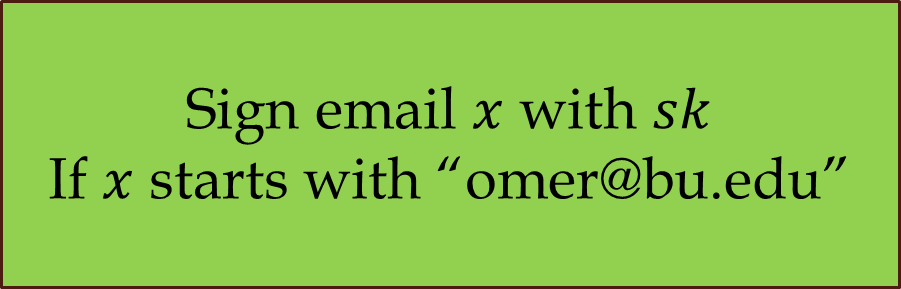 Sign email x with sk
If x starts with “omer@bu.edu”